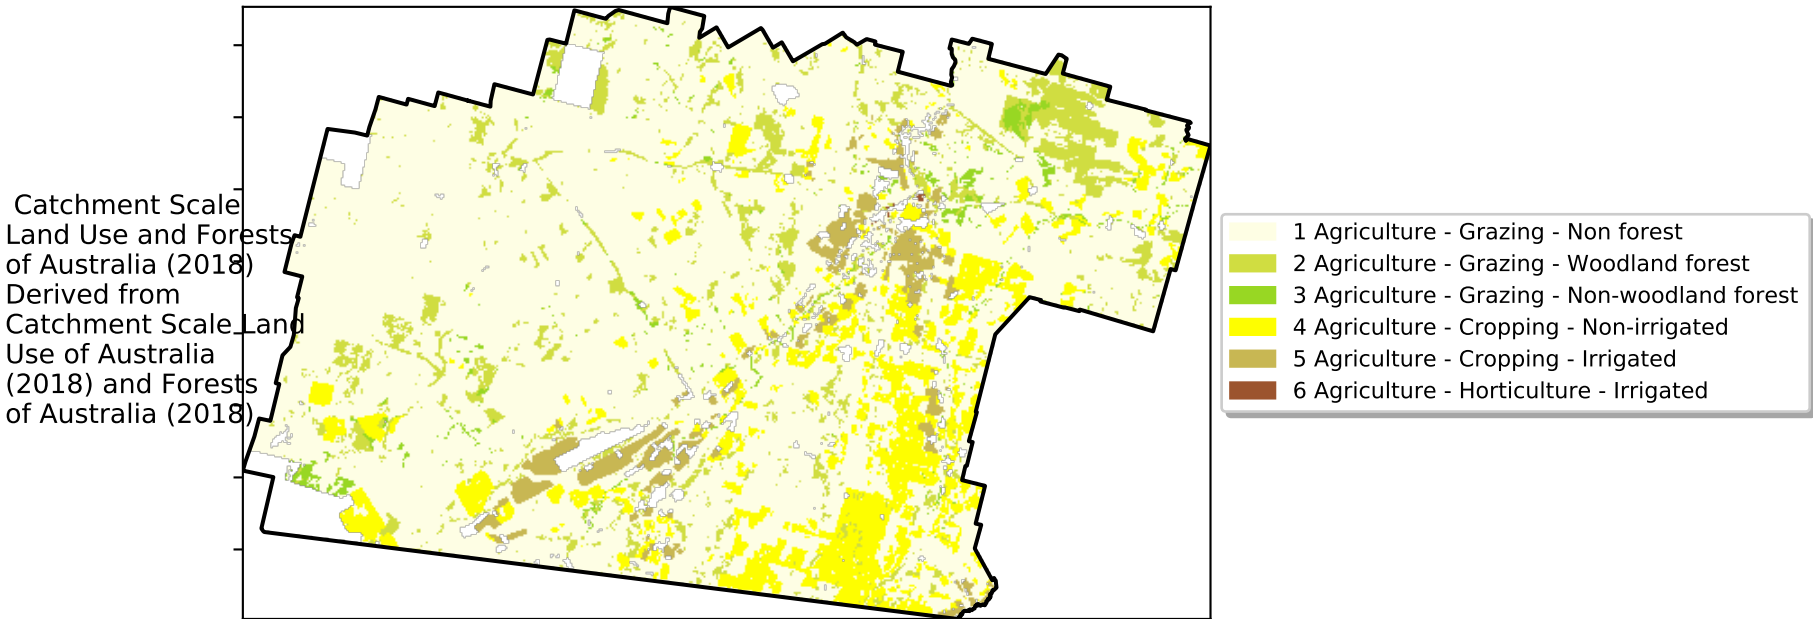 Catchment Scale
Land Use and Forests
of Australia (2018)
Derived from
Catchment Scale Land
Use of Australia
(2018) and Forests
of Australia (2018)
1 Agriculture - Grazing - Non forest
2 Agriculture - Grazing - Woodland forest
3 Agriculture - Grazing - Non-woodland forest
4 Agriculture - Cropping - Non-irrigated
5 Agriculture - Cropping - Irrigated
6 Agriculture - Horticulture - Irrigated